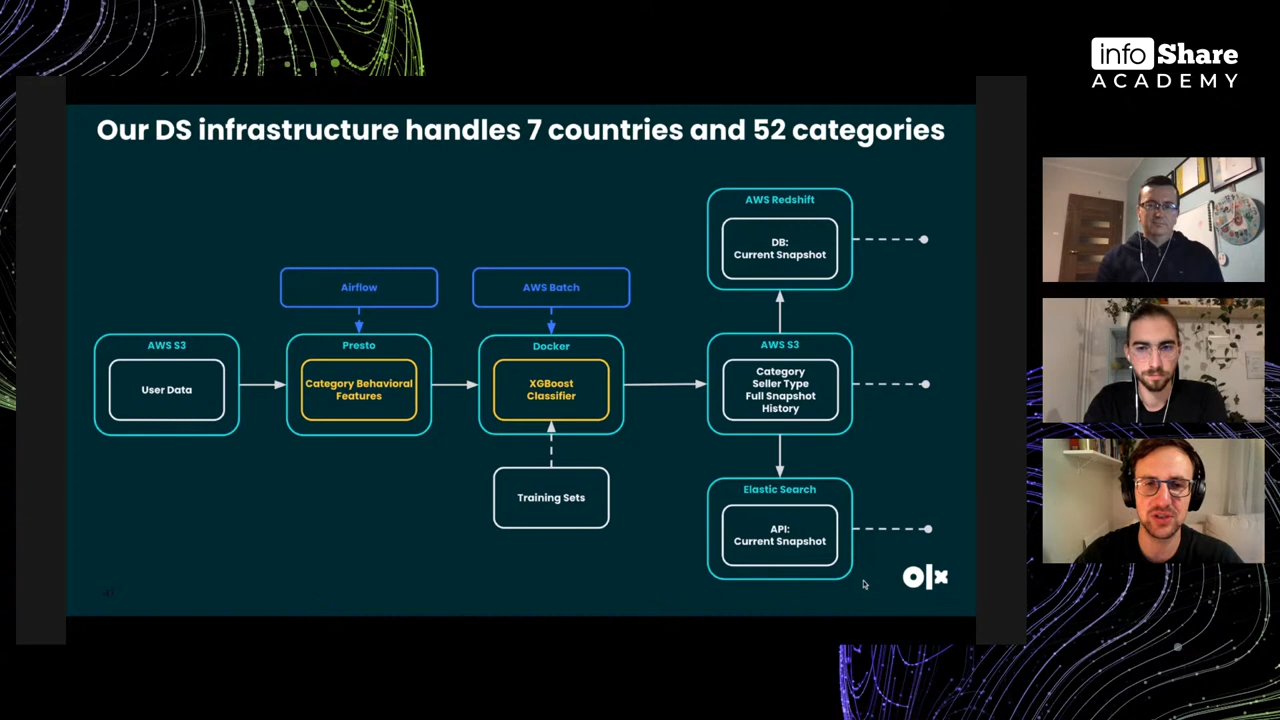 info Share
ACADEMY
Our DS infrastructure handles 7 countries and 52 categories
AWS Redshift
DB:
Current Snapshot
Airflow
AWS Batch
AWS S3
User Data
Presto
Category Behavioral
Features
Docker
XGBoost
Classifier
AWS S3
Category
Seller Type
Full Snapshot
History
Training Sets
Elastic Search
API:
Current Snapshot
olx